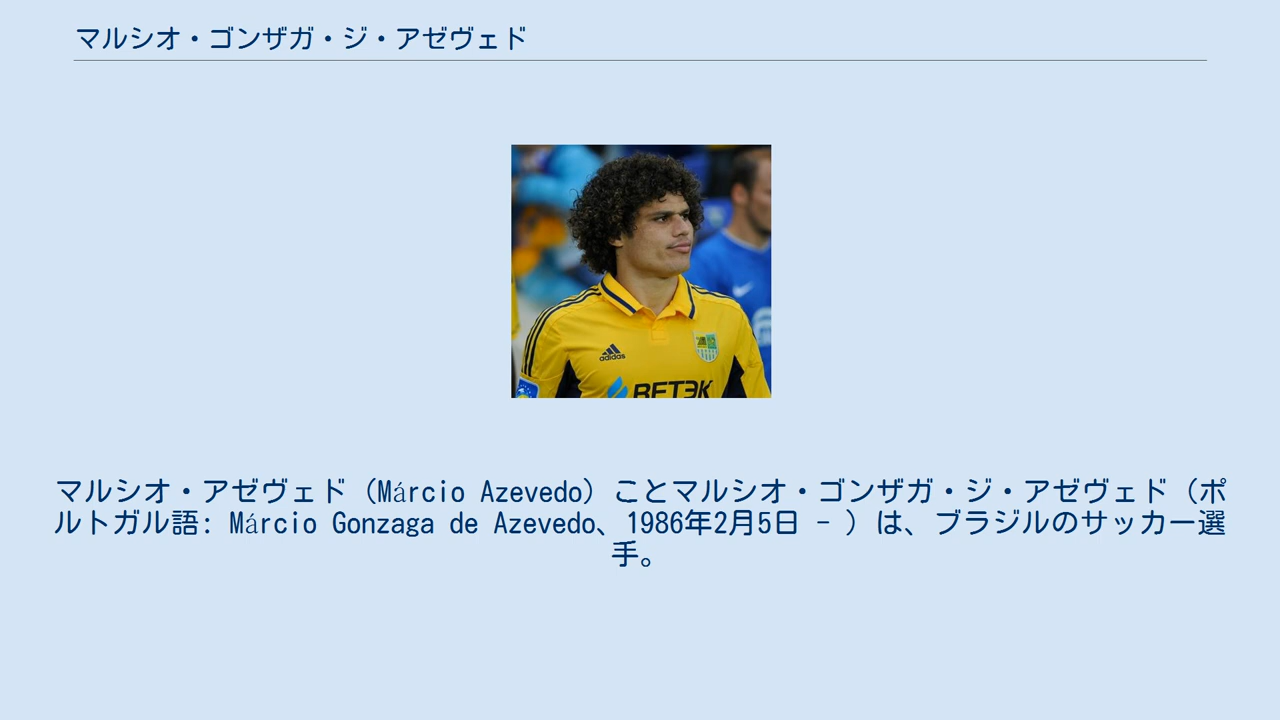 マルシオ・ゴンザガ・ジ・アゼヴェド
adidas
ВЕТЭК
マルシオ・アゼヴェド（Márcio Azevedo）ことマルシオ・ゴンザガ・ジ・アゼヴェド（ポ
ルトガル語: Márcio Gonzaga de Azevedo、1986年2月5日 - ）は、ブラジルのサッカー選
手。